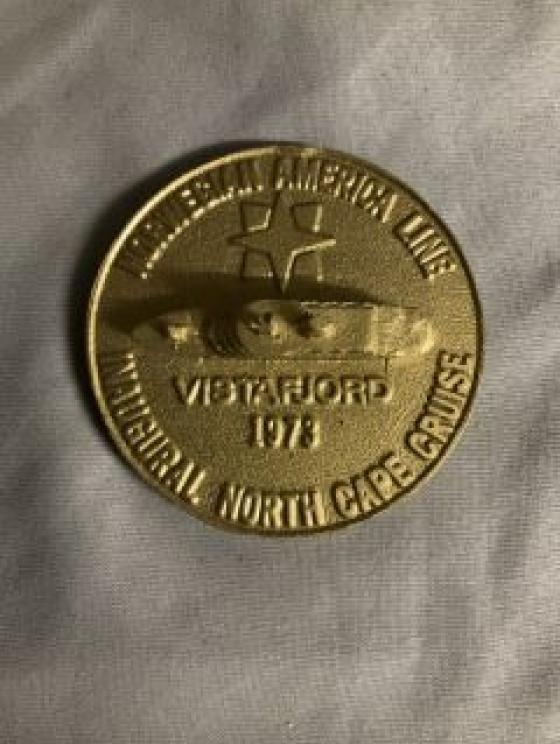 NORWEGIAN AMERICA LINE
VISTAFJORD
1973
INAUGURAL NORTH CAPE CRUISE